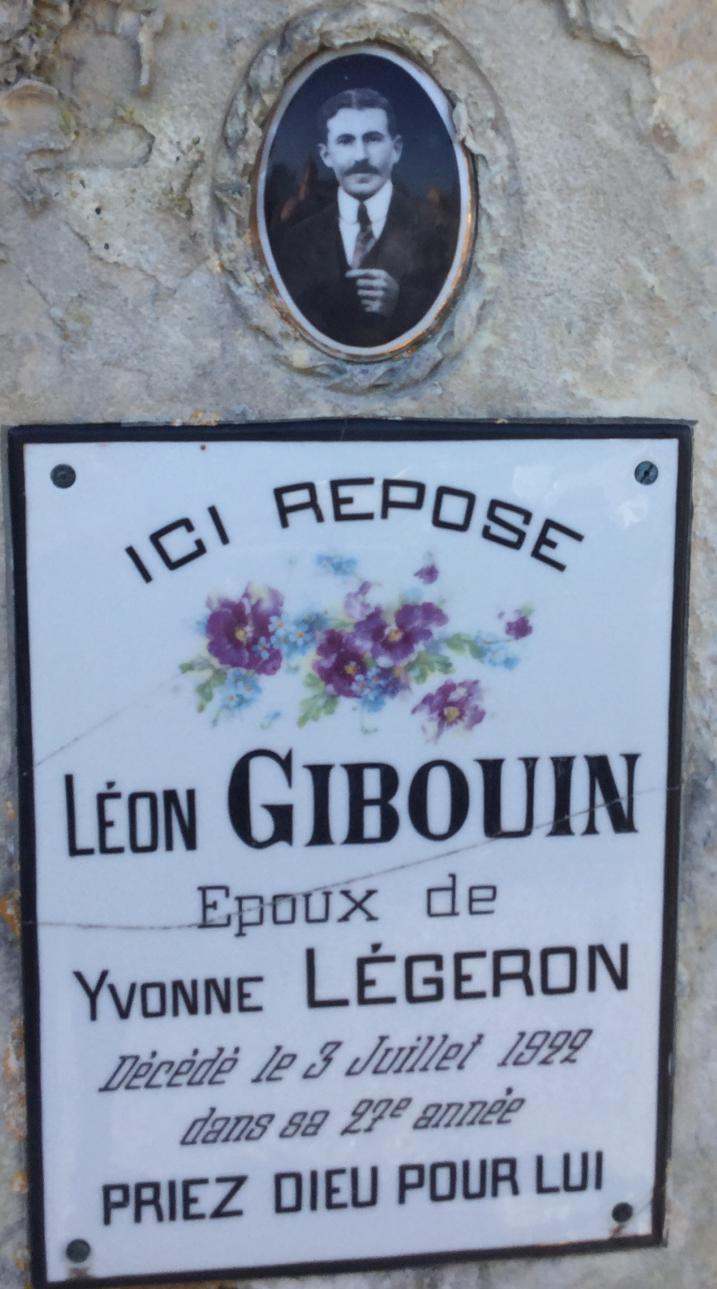 ICI REPOSE
LÉON GIBOUIN
Epoux de
YVONNE LÉGERON
Décédé le 3 Juillet 1922
dans sa 27e année
PRIEZ DIEU POUR LUI